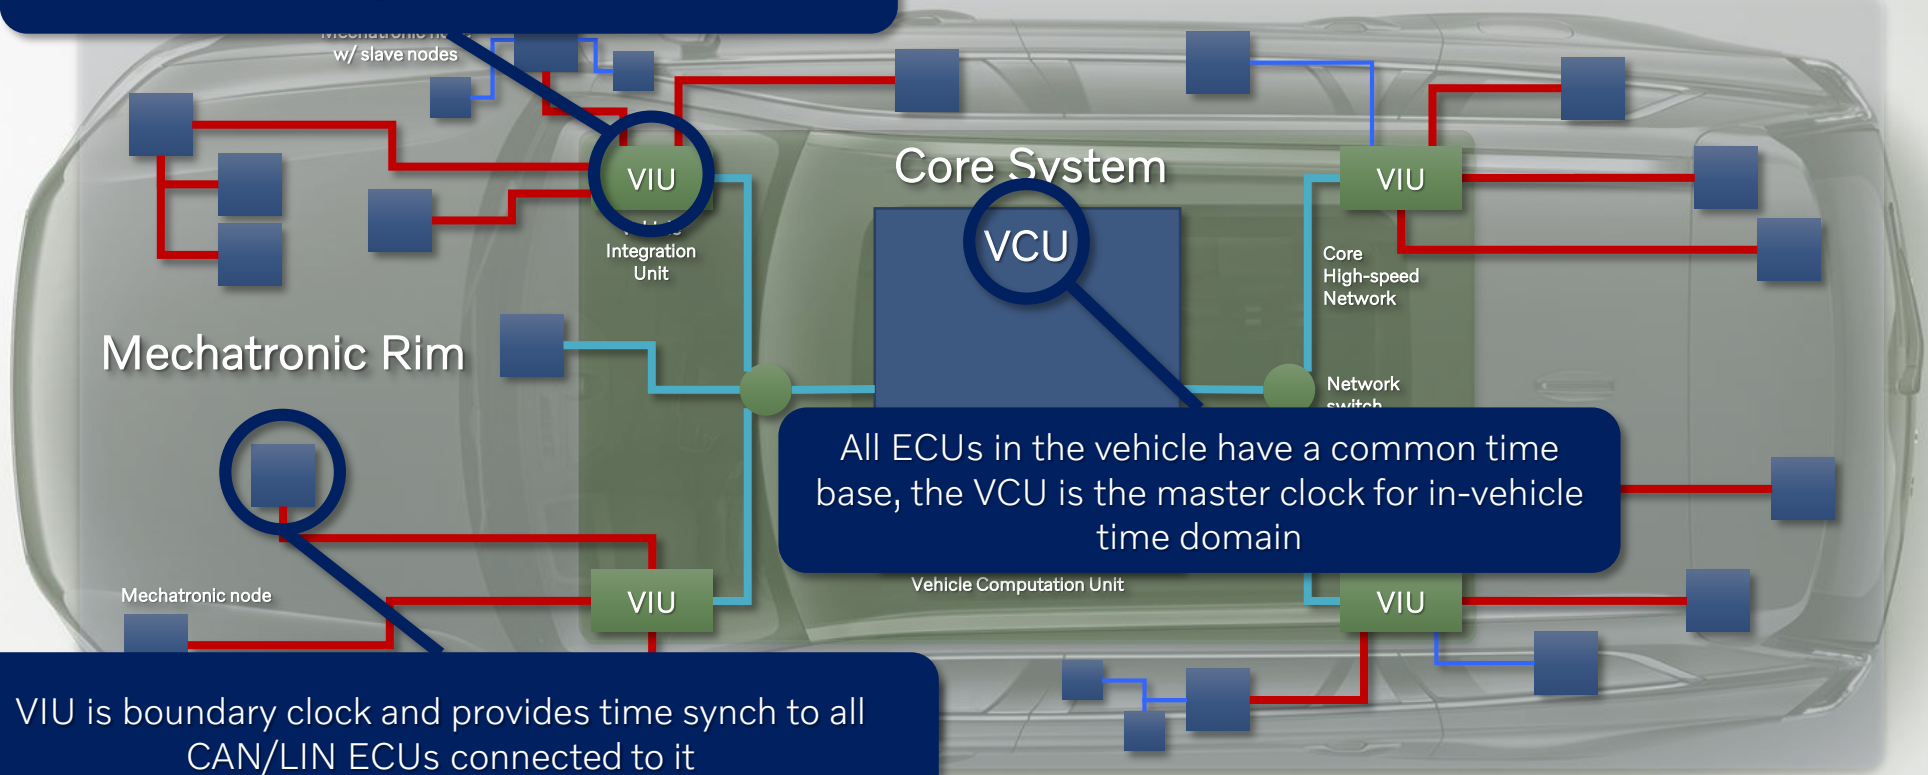 w/ slave nodes
VIU
Integration
Unit
Core System
VCU
VIU
Core
High-speed
Network
Mechatronic Rim
Network
switch
All ECUs in the vehicle have a common time
base, the VCU is the master clock for in-vehicle
time domain
Vehicle Computation Unit
Mechatronic node
VIU
VIU
VIU is boundary clock and provides time synch to all
CAN/LIN ECUs connected to it